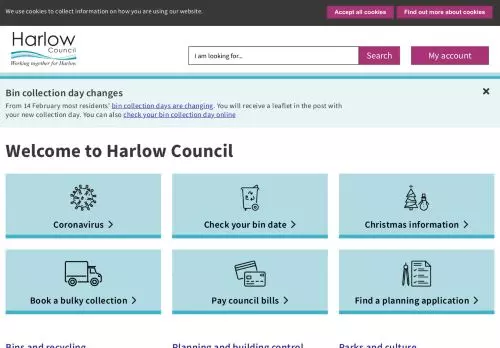 We use cookies to collect information on how you are using our website.
Accept all cookies
Find out more about cookies
Harlow
Council
Working together for Harlow
I am looking for...
Search
My account
Bin collection day changes
From 14 February most residents' bin collection days are changing. You will receive a leaflet in the post with
your new collection day. You can also check your bin collection day online
Welcome to Harlow Council
Coronavirus
Check your bin date
Christmas information
Book a bulky collection
Pay council bills
Find a planning application
Bins and recycling
Planning and building control
Parks and culture